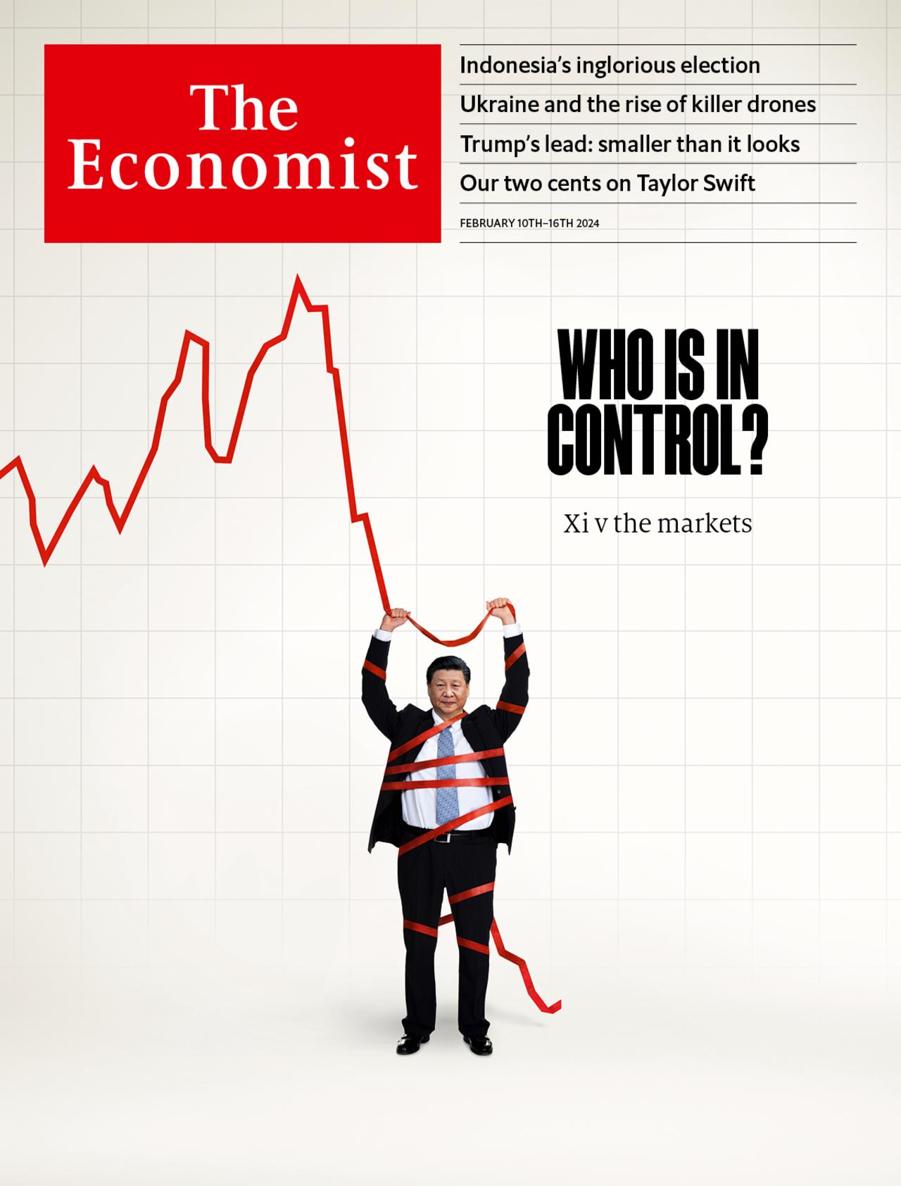 The
Economist
Indonesia’s inglorious election
Ukraine and the rise of killer drones
Trump’s lead: smaller than it looks
Our two cents on Taylor Swift
FEBRUARY 10TH–16TH 2024
WHO IS IN
CONTROL?
Xi v the markets